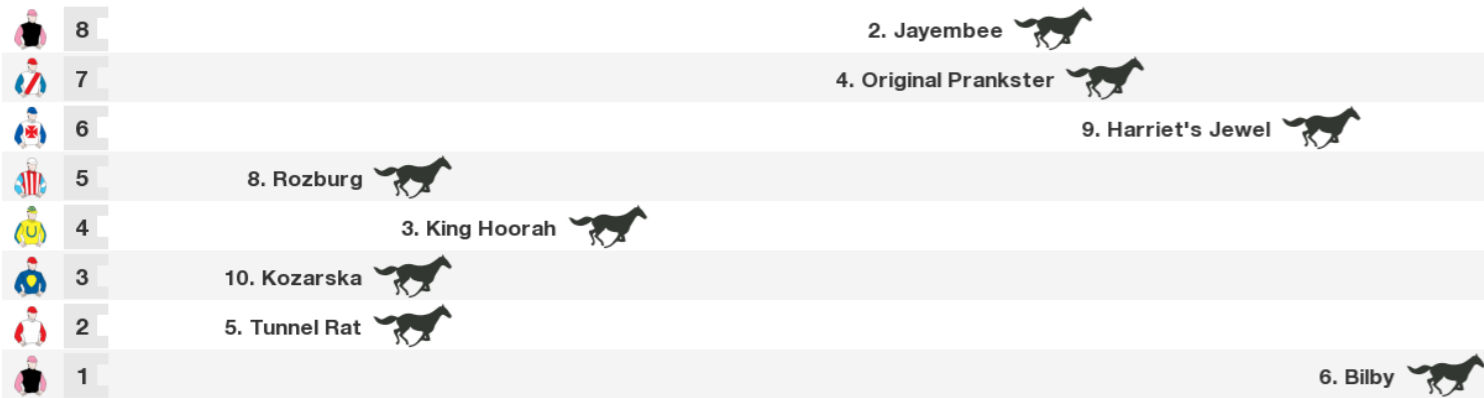 8 2. Jayembee
7 4. Original Prankster
6 9. Harriet's Jewel
5 8. Rozburg
4 3. King Hoorah
3 10. Kozarska
2 5. Tunnel Rat
1 6. Bilby